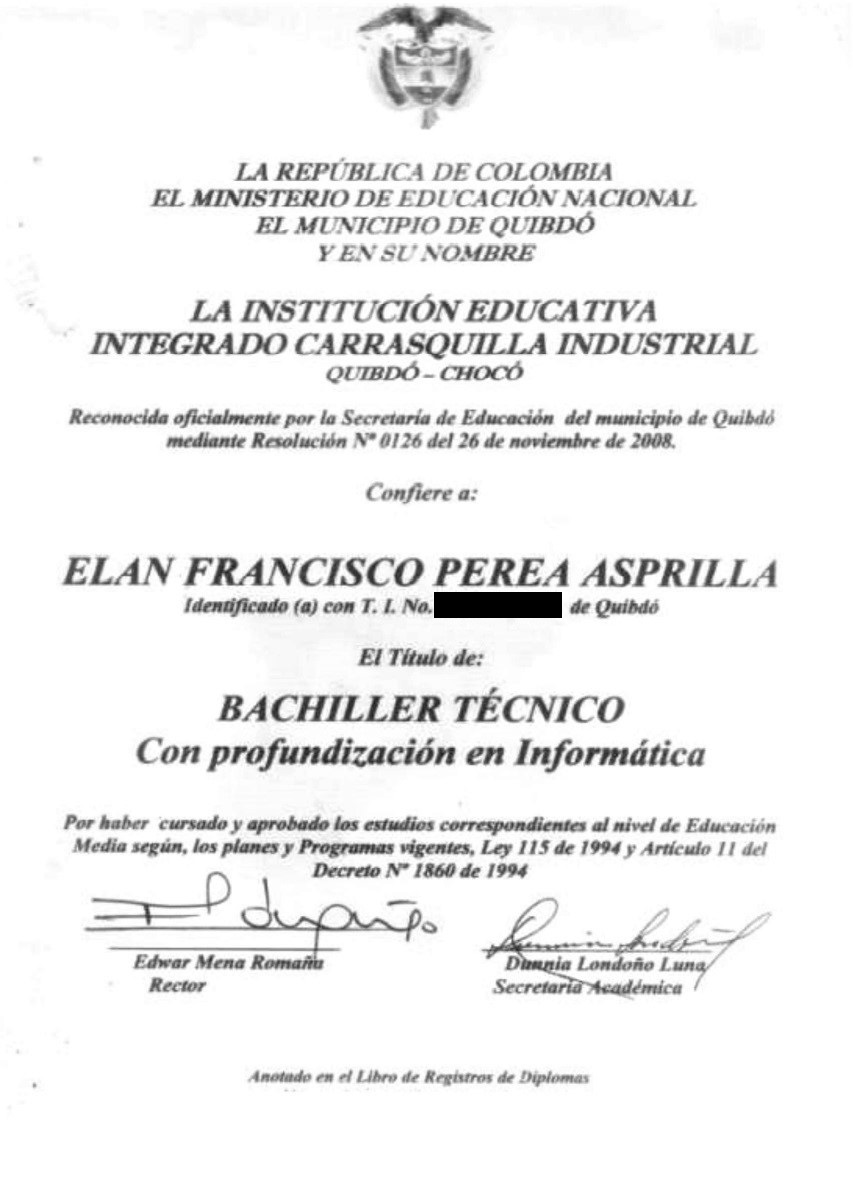 LA REPÚBLICA DE COLOMBIA
EL MINISTERIO DE EDUCACIÓN NACIONAL
EL MUNICIPIO DE QUIBDÓ
Y EN SU NOMBRE
LA INSTITUCIÓN EDUCATIVA
INTEGRADO CARRASQUILLA INDUSTRIAL
QUIBDÓ – CHOCÓ
Reconocida oficialmente por la Secretaría de Educación del municipio de Quibdó
mediante Resolución Nº 0126 del 26 de noviembre de 2008.
Confiere a:
ELAN FRANCISCO PEREA ASPRILLA
Identificado (a) con T. I. No. de Quibdó
El Título de:
BACHILLER TÉCNICO
Con profundización en Informática
Por haber cursado y aprobado los estudios correspondientes al nivel de Educación
Media según, los planes y Programas vigentes, Ley 115 de 1994 y Artículo 11 del
Decreto Nº 1860 de 1994
Edwar Mena Romaña
Rector
Dunnia Londoño Luna
Secretaria Académica
Anotado en el Libro de Registros de Diplomas